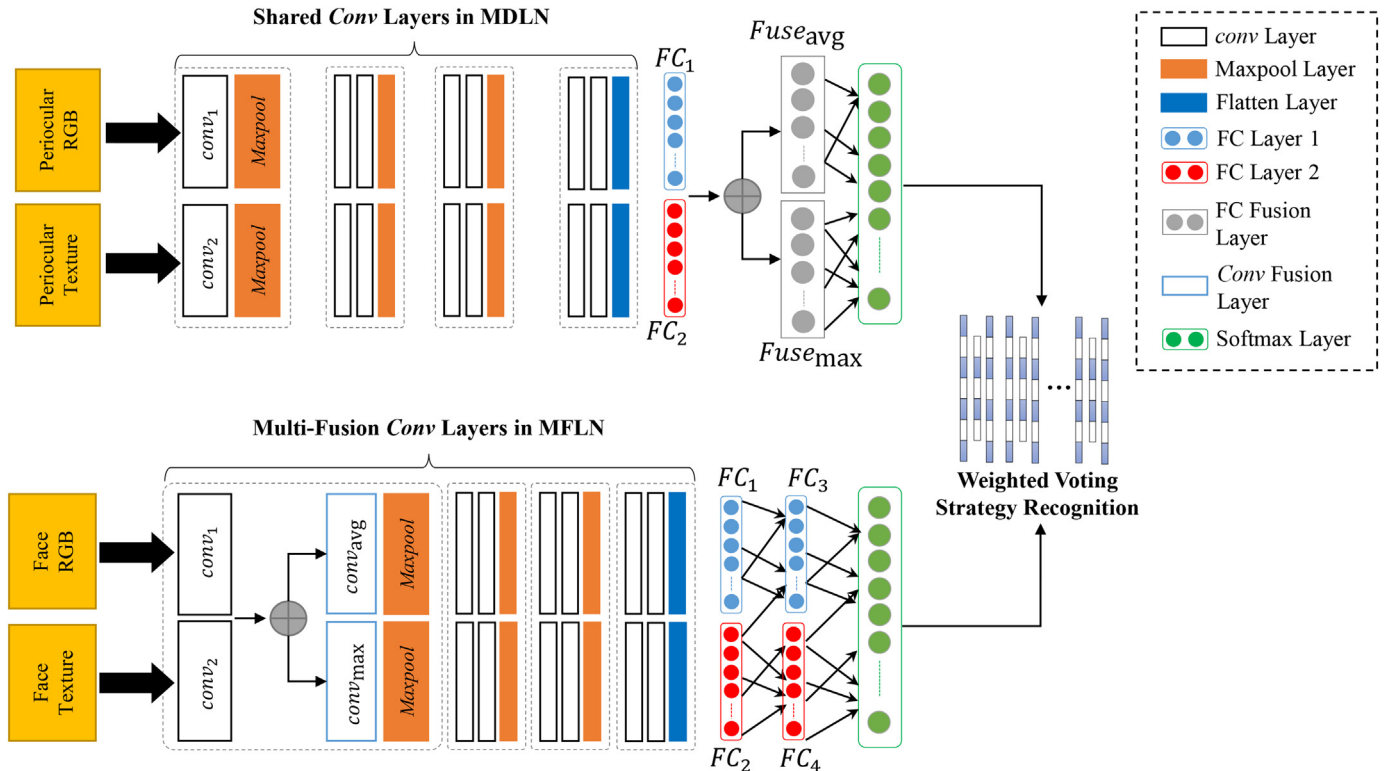 Shared Conv Layers in MDLN
Periocular
RGB
conv1
Maxpool
Periocular
Texture
conv2
Maxpool
FC1
FC2
Fuseavg
Fusemax
conv Layer
Maxpool Layer
Flatten Layer
FC Layer 1
FC Layer 2
FC Fusion
Layer
Conv Fusion
Layer
Softmax Layer
...
Weighted Voting
Strategy Recognition
Multi-Fusion Conv Layers in MFLN
Face
RGB
conv1
convavg
Maxpool
Face
Texture
conv2
convmax
Maxpool
FC1
FC3
FC2
FC4